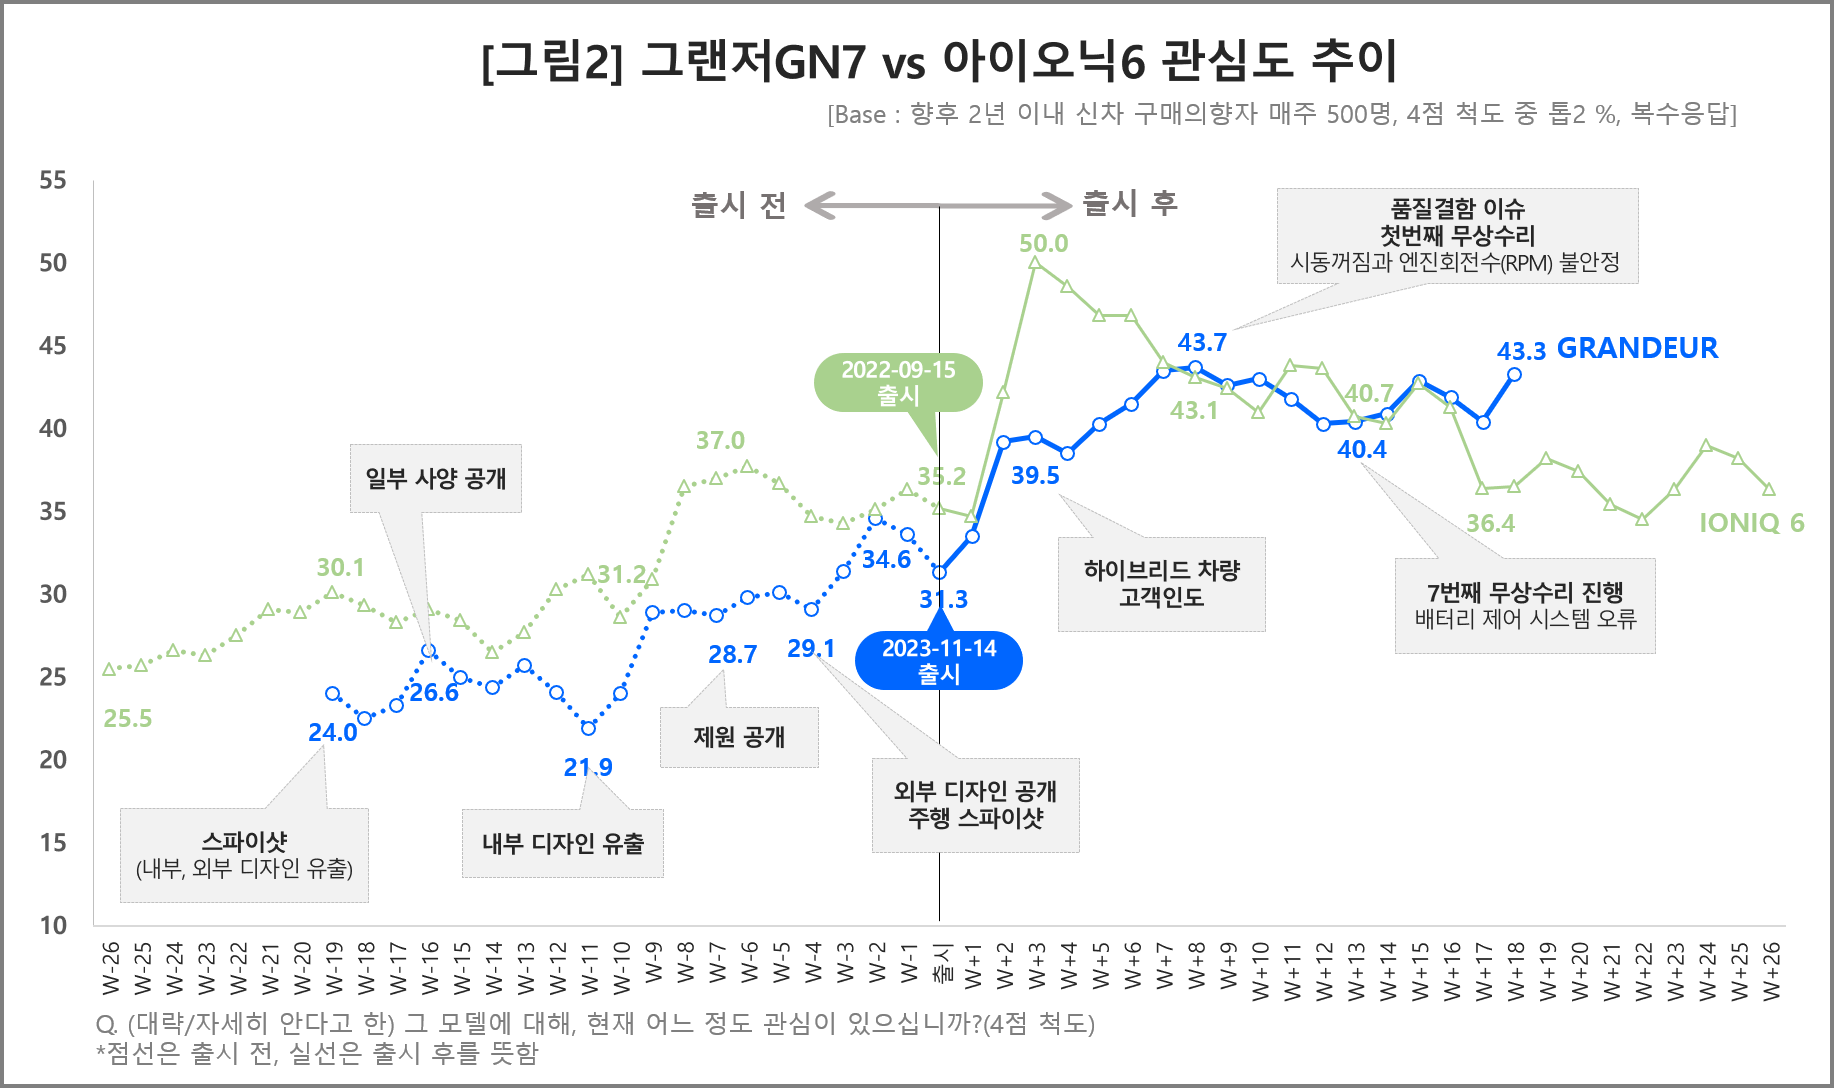 [그림2] 그랜저GN7 vs 아이오닉6 관심도 추이
[Base : 향후 2년 이내 신차 구매의향자 매주 500명, 4점 척도 중 톱2 %, 복수응답]
55
50
45
40
35
30
25
20
15
10
출시 전
출시 후
50.0
품질결함 이슈
첫번째 무상수리
시동꺼짐과 엔진회전수(RPM) 불안정
43.7
43.3
GRANDEUR
2022-09-15
출시
43.1
40.7
40.4
37.0
35.2
39.5
일부 사양 공개
36.4
IONIQ 6
30.1
31.2
34.6
31.3
하이브리드 차량
고객인도
7번째 무상수리 진행
배터리 제어 시스템 오류
28.7
29.1
2023-11-14
출시
25.5
24.0
26.6
21.9
제원 공개
외부 디자인 공개
주행 스파이샷
스파이샷
(내부, 외부 디자인 유출)
내부 디자인 유출
W-26
W-25
W-24
W-23
W-22
W-21
W-20
W-19
W-18
W-17
W-16
W-15
W-14
W-13
W-12
W-11
W-10
W-9
W-8
W-7
W-6
W-5
W-4
W-3
W-2
W-1
출시
W+1
W+2
W+3
W+4
W+5
W+6
W+7
W+8
W+9
W+10
W+11
W+12
W+13
W+14
W+15
W+16
W+17
W+18
W+19
W+20
W+21
W+22
W+23
W+24
W+25
W+26
Q. (대략/자세히 안다고 한) 그 모델에 대해, 현재 어느 정도 관심이 있으십니까?(4점 척도)
*점선은 출시 전, 실선은 출시 후를 뜻함